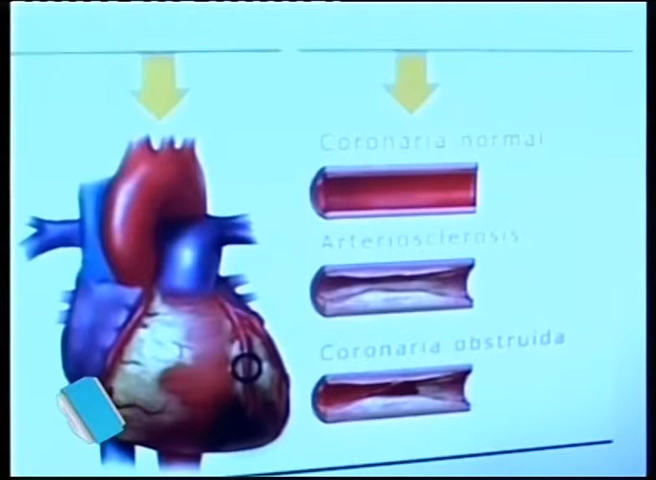 Coronaria normal
Arteriosclerosis
Coronaria obstruida